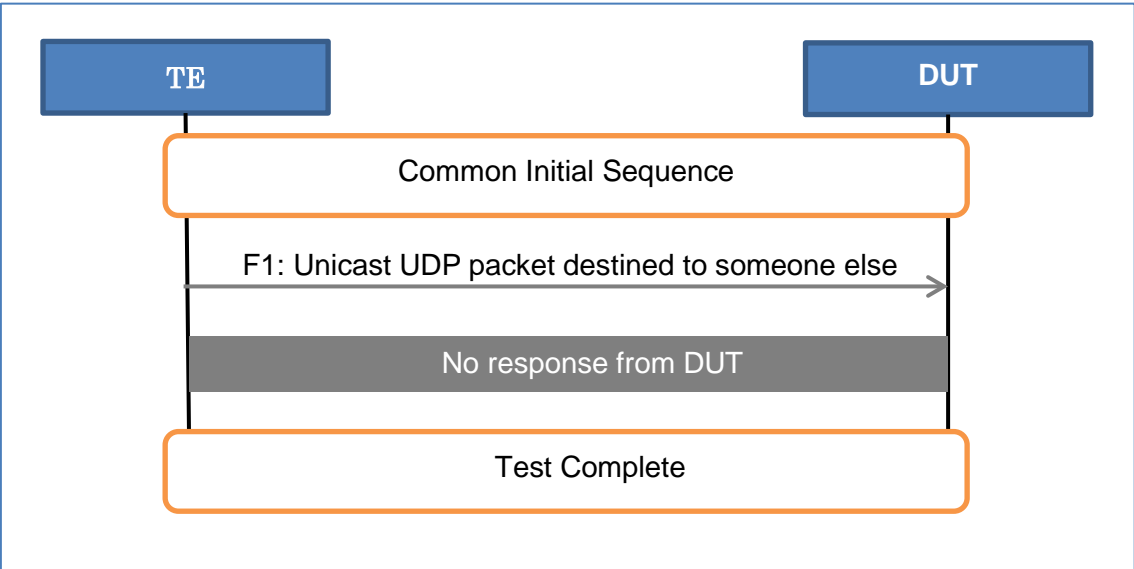 TE
DUT
Common Initial Sequence
F1: Unicast UDP packet destined to someone else
No response from DUT
Test Complete